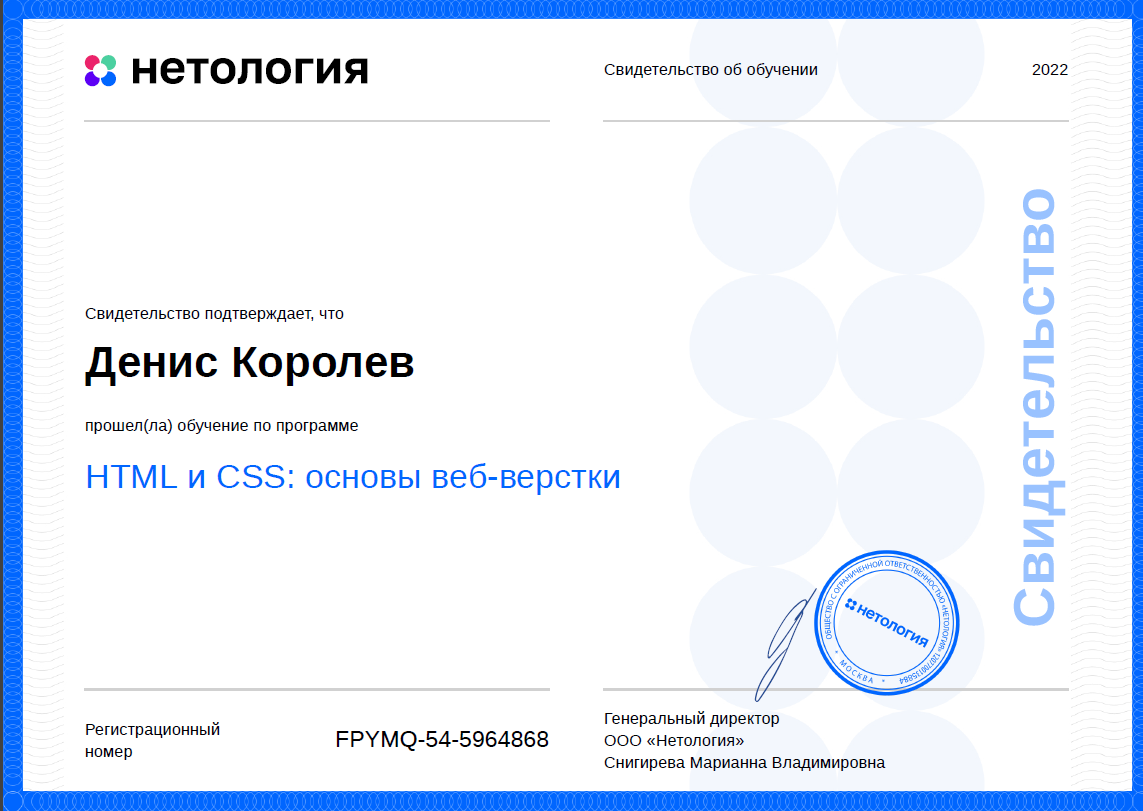 нетология
Свидетельство об обучении
2022
Свидетельство подтверждает, что
Денис Королев
прошел(ла) обучение по программе
HTML и CSS: основы веб-верстки
Свидетельство
ОБЩЕСТВО С ОГРАНИЧЕННОЙ ОТВЕТСТВЕННОСТЬЮ «НЕТОЛОГИЯ»
* МОСКВА *
нетология
Регистрационный
номер
FPYMQ-54-5964868
Генеральный директор
ООО «Нетология»
Снигирева Марианна Владимировна